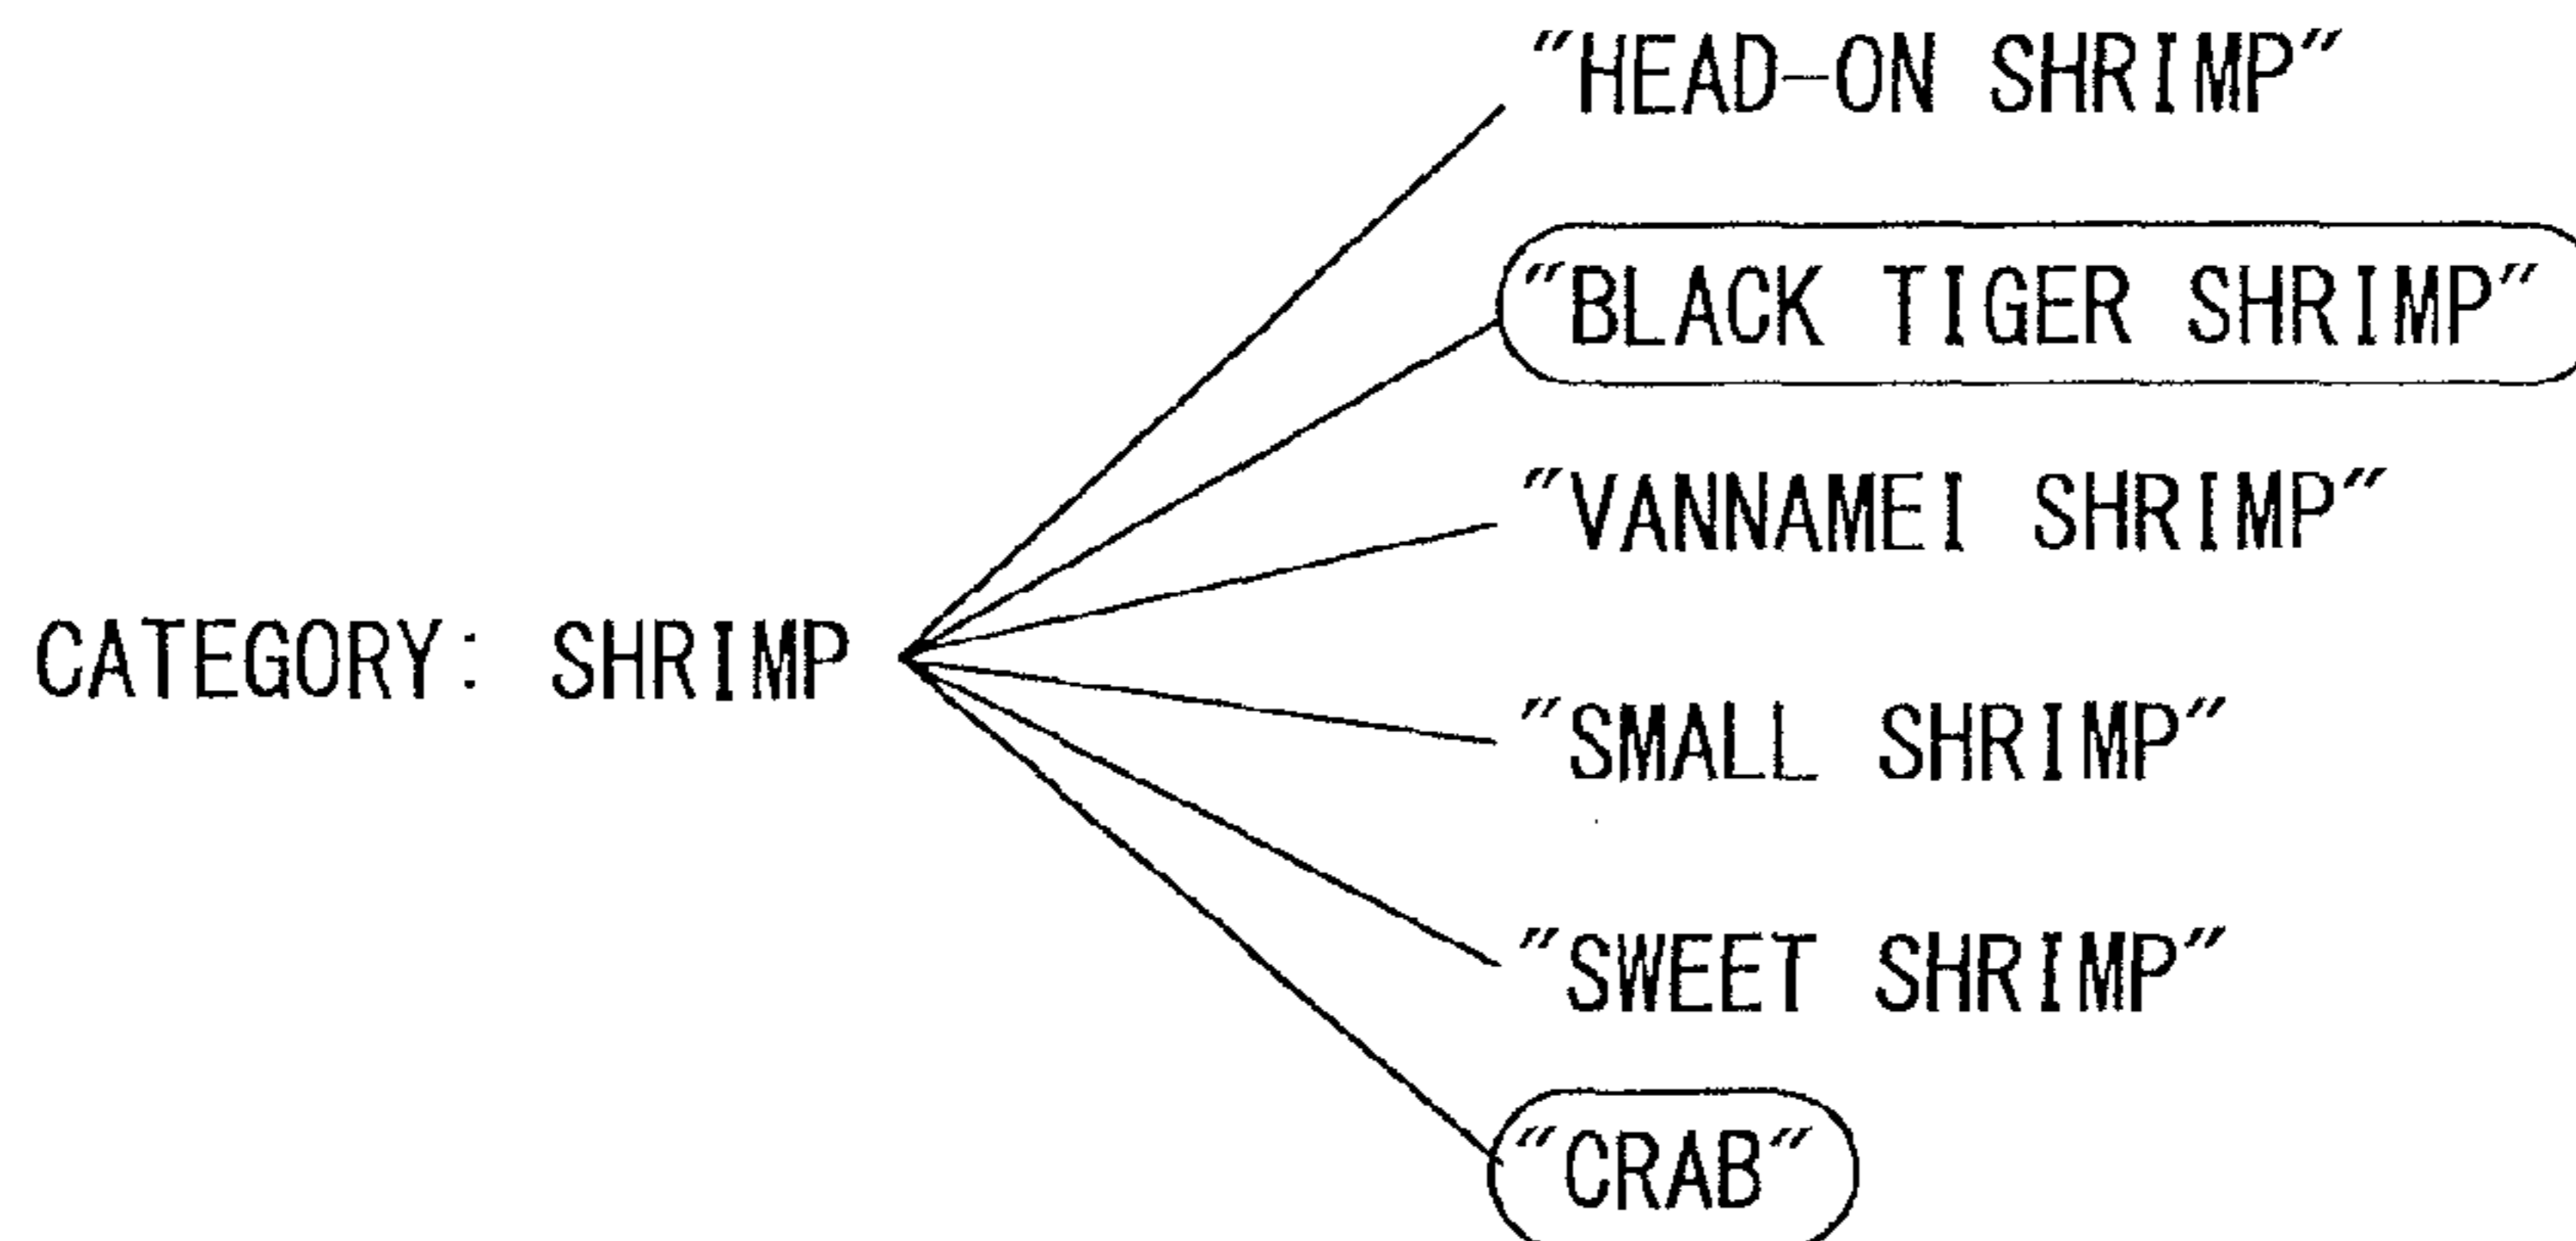 "HEAD-ON SHRIMP"
"BLACK TIGER SHRIMP"
"VANNAMEI SHRIMP"
CATEGORY: SHRIMP
"SMALL SHRIMP"
"SWEET SHRIMP"
"CRAB"